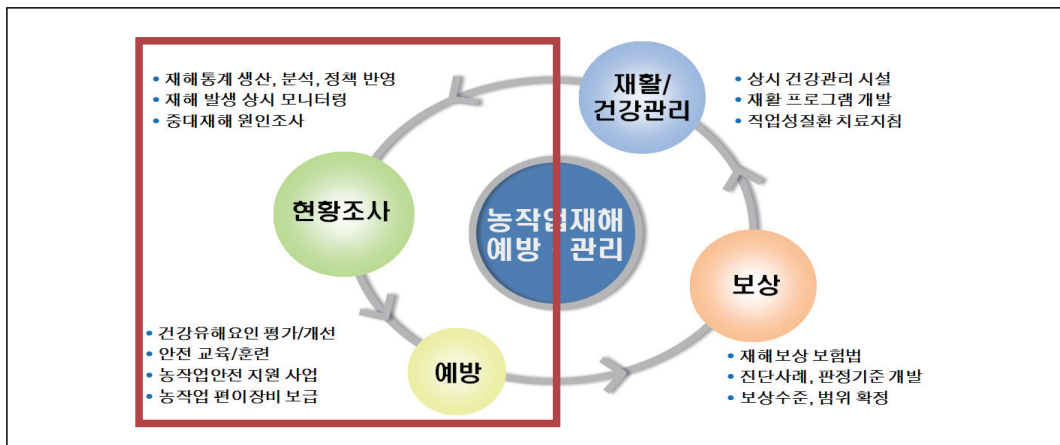 • 재해통계 생산, 분석, 정책 반영
• 재해 발생 상시 모니터링
• 중대재해 원인조사
재활/
건강관리
• 상시 건강관리 시설
• 재활 프로그램 개발
• 직업성질환 치료지침
현황조사
농작업재해
예방 관리
보상
• 건강유해요인 평가/개선
• 안전 교육/훈련
• 농작업안전 지원 사업
• 농작업 편이장비 보급
예방
• 재해보상 보험법
• 진단사례, 판정기준 개발
• 보상수준, 범위 확정